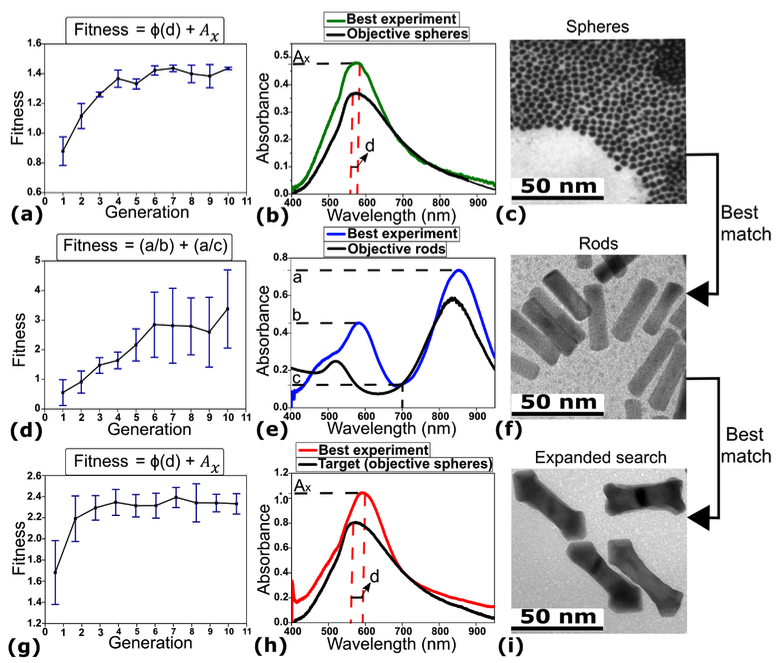 Fitness = ϕ(d) + Aₓ
Fitness
1.6
1.4
1.2
1.0
0.8
0.6
0 1 2 3 4 5 6 7 8 9 10 11
Generation
(a)
Best experiment
Objective spheres
Aₓ
Absorbance
0.5
0.4
0.3
0.2
0.1
0.0
d
400 500 600 700 800 900
Wavelength (nm)
(b)
Spheres
50 nm
(c)
Best
match
Fitness = (a/b) + (a/c)
Fitness
5
4
3
2
1
0
0 1 2 3 4 5 6 7 8 9 10 11
Generation
(d)
Best experiment
Objective rods
Absorbance
0.8
0.6
0.4
0.2
0.0
a
b
c
400 500 600 700 800 900
Wavelength (nm)
(e)
Rods
50 nm
(f)
Best
match
Fitness = ϕ(d) + Aₓ
Fitness
2.6
2.4
2.2
2.0
1.8
1.6
1.4
1.2
0 1 2 3 4 5 6 7 8 9 10 11
Generation
(g)
Best experiment
Target (objective spheres)
Aₓ
Absorbance
1.0
0.8
0.6
0.4
0.2
0.0
d
400 500 600 700 800 900
Wavelength (nm)
(h)
Expanded search
50 nm
(i)